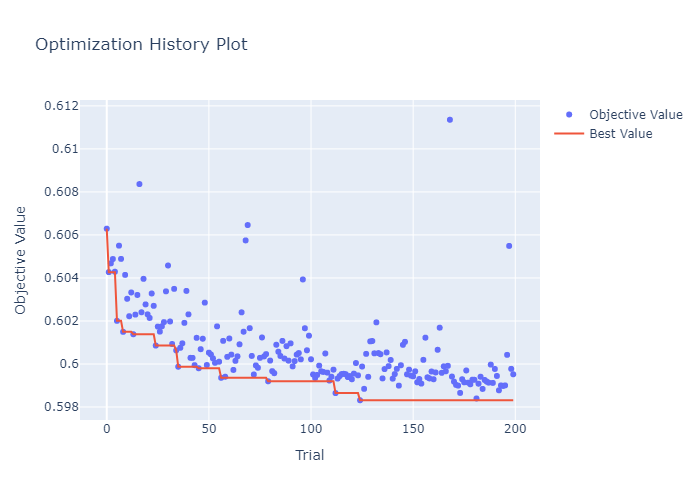 Optimization History Plot
Objective Value
Best Value
0.612
0.61
0.608
0.606
0.604
0.602
0.6
0.598
Objective Value
0 50 100 150 200
Trial